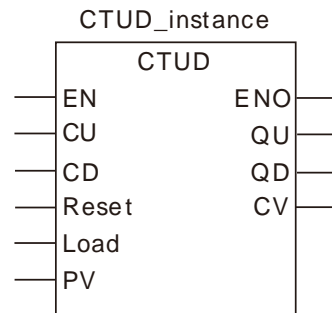 CTUD_instance
CTUD
EN ENO
CU QU
CD QD
Reset CV
Load
PV